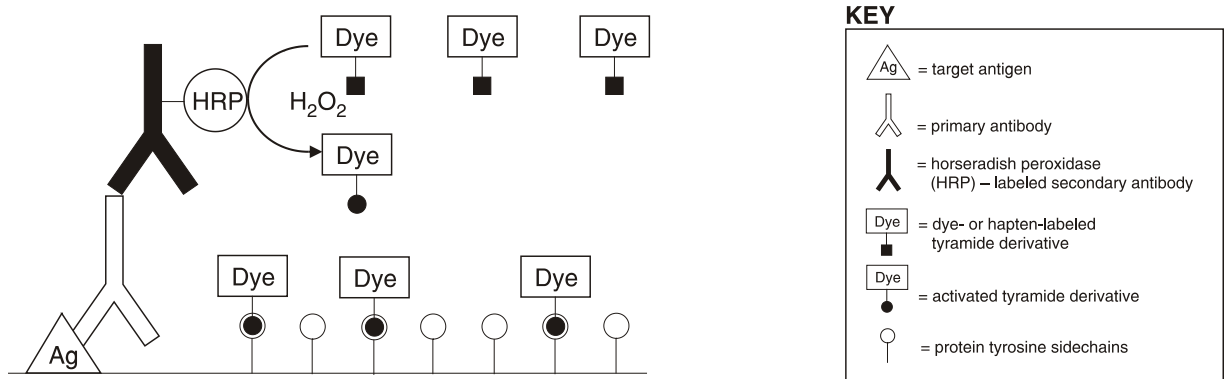 Dye
Dye
Dye
HRP
H₂O₂
Dye
Dye
Dye
Dye
Ag
KEY
Ag = target antigen
= primary antibody
= horseradish peroxidase
(HRP) – labeled secondary antibody
Dye = dye- or hapten-labeled
tyramide derivative
Dye
= activated tyramide derivative
= protein tyrosine sidechains